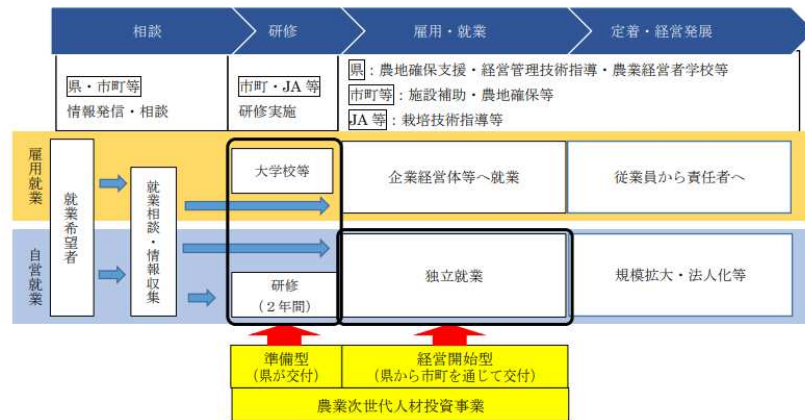 相談
研修
雇用・就業
定着・経営発展
県・市町等
情報発信・相談
市町・JA 等
研修実施
県：農地確保支援・経営管理技術指導・農業経営者学校等
市町等：施設補助・農地確保等
JA 等：栽培技術指導等
雇用就業
自営就業
就業希望者
就業相談・情報収集
大学校等
企業経営体等へ就業
従業員から責任者へ
研修
（２年間）
独立就業
規模拡大・法人化等
準備型
（県が交付）
経営開始型
（県から市町を通じて交付）
農業次世代人材投資事業